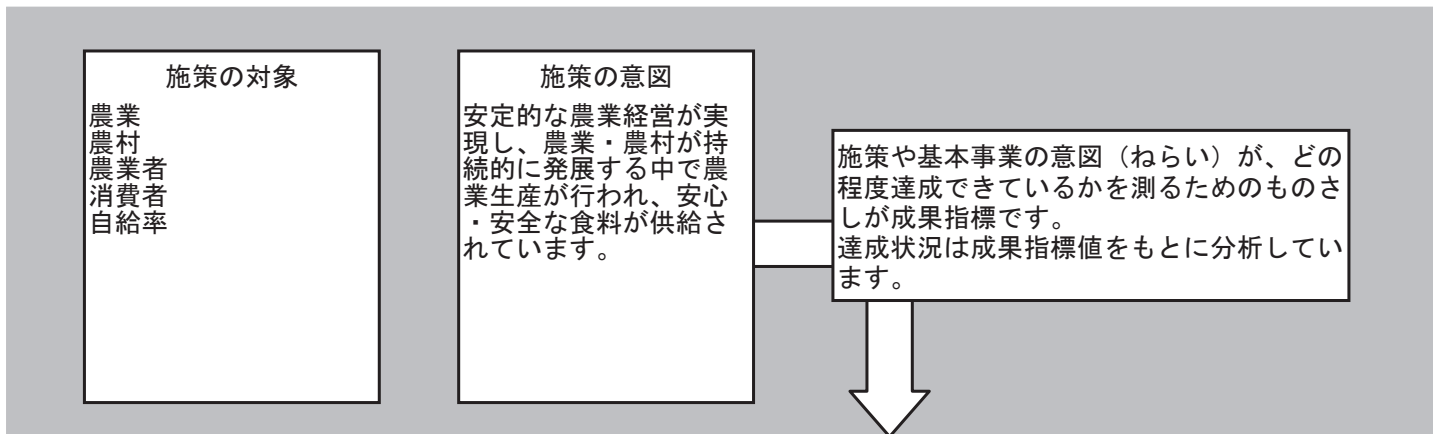 施策の対象
農業
農村
農業者
消費者
自給率
施策の意図
安定的な農業経営が実
現し、農業・農村が持
続的に発展する中で農
業生産が行われ、安心
・安全な食料が供給さ
れています。
施策や基本事業の意図（ねらい）が、どの
程度達成できているかを測るためのものさ
しが成果指標です。
達成状況は成果指標値をもとに分析してい
ます。